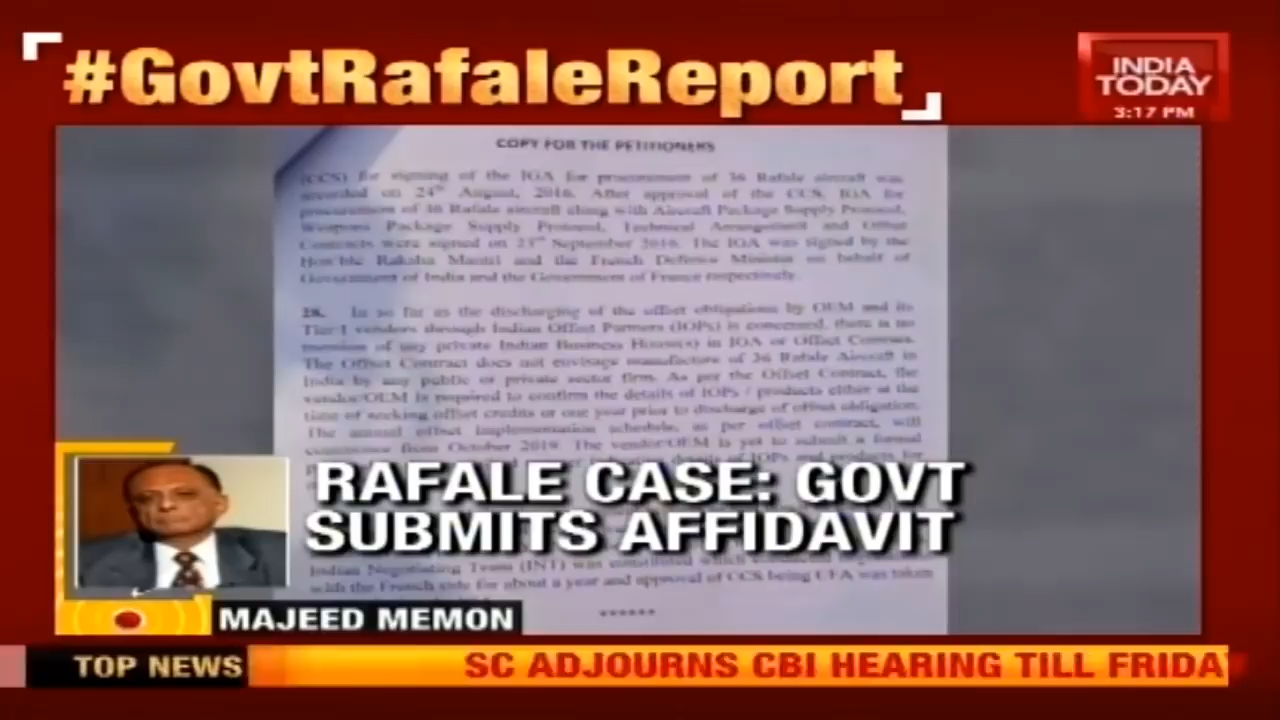 #GovtRafaleReport
INDIA
TODAY
3:17 PM
COPY FOR THE PETITIONERS
(CCS) for signing of the IGA for procurement of 36 Rafale aircraft was
accorded on 24th August, 2016. After approval of the CCS, IGA for
procurement of 36 Rafale aircraft along with Aircraft Package Supply Protocol,
Weapons Package Supply Protocol, Technical Arrangement and Offset
Contracts were signed on 23rd September 2016. The IGA was signed by the
Hon'ble Raksha Mantri and the French Defence Minister on behalf of
Government of India and the Government of France respectively.
28. In so far as the discharging of the offset obligations by OEM and its
Tier-1 vendors through Indian Offset Partners (IOPs) is concerned, there is no
mention of any private Indian Business House(s) in IGA or Offset Contract.
The Offset Contract does not envisage manufacture of 36 Rafale Aircraft in
India by any public or private sector firm. As per the Offset Contract, the
vendor/OEM is required to confirm the details of IOPs / products either at the
time of seeking offset credits or one year prior to discharge of offset obligation.
The annual offset implementation schedule, as per offset contract, will
commence from October 2019. The vendor/OEM is yet to submit a formal
details of IOPs and products for
RAFALE CASE: GOVT
SUBMITS AFFIDAVIT
Indian Negotiating Team (INT) was constituted which
with the French side for about a year and approval of CCS being CFA was taken
******
MAJEED MEMON
TOP NEWS
SC ADJOURNS CBI HEARING TILL FRIDA